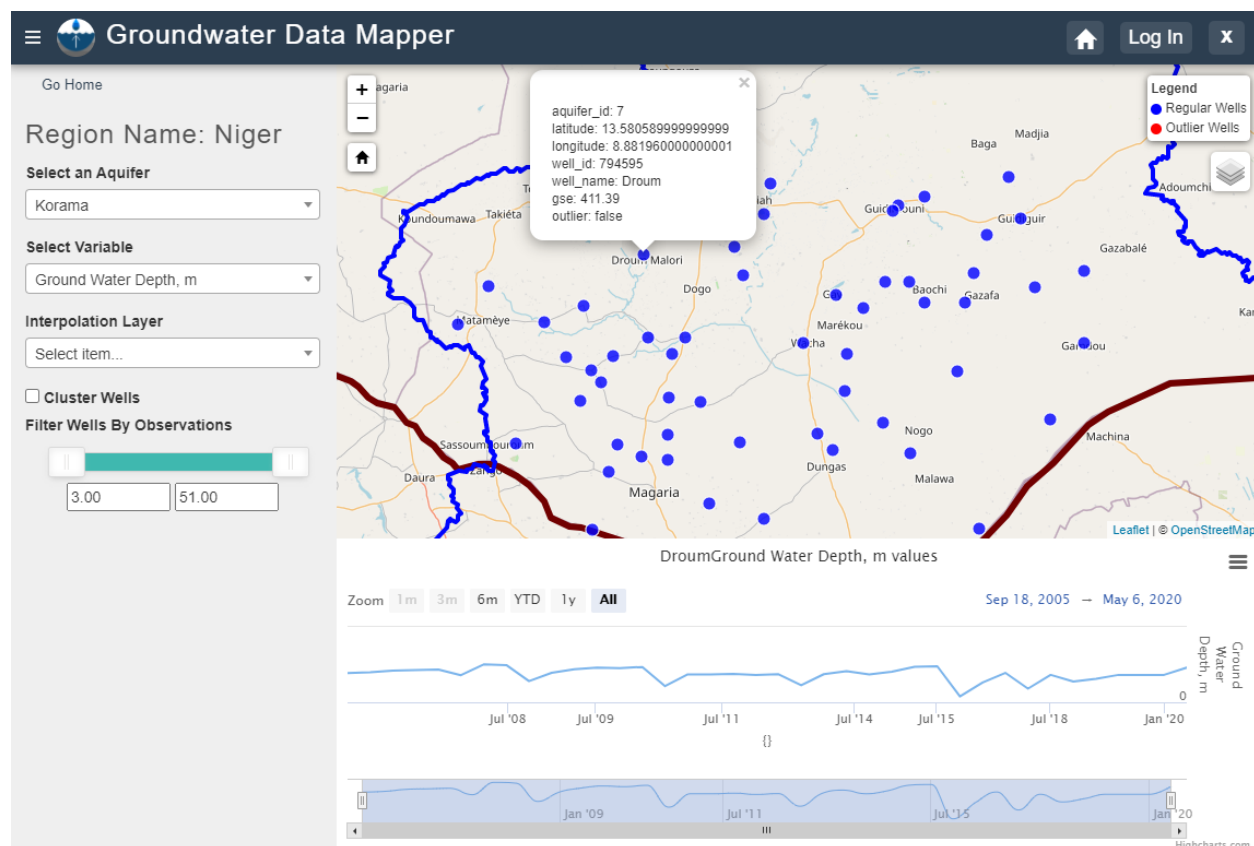 Groundwater Data Mapper
Log In
X
Go Home
Region Name: Niger
Select an Aquifer
Korama
Select Variable
Ground Water Depth, m
Interpolation Layer
Select item...
Cluster Wells
Filter Wells By Observations
3.00
51.00
+
−
agaria
×
aquifer_id: 7
latitude: 13.580589999999999
longitude: 8.881960000000001
well_id: 794595
well_name: Droum
gse: 411.39
outlier: false
Legend
Regular Wells
Outlier Wells
Madjia
Baga
Adoumchi
Koundoumawa
Takiéta
iah
Guidiguir
Gazabalé
Droum
Malori
Dogo
Baochi
Gazafa
Kar
Matamèye
Marékou
Wacha
Gamdou
Nogo
Machina
Daura
Zango
Dungas
Malawa
Magaria
Leaflet | © OpenStreetMap
DroumGround Water Depth, m values
Zoom
1m
3m
6m
YTD
1y
All
Sep 18, 2005 → May 6, 2020
Ground
Water
Depth, m
0
Jul '08
Jul '09
Jul '11
Jul '14
Jul '15
Jul '18
Jan '20
{}
Jan '09
Jul '11
Jul '15
Jan '20
Highcharts.com